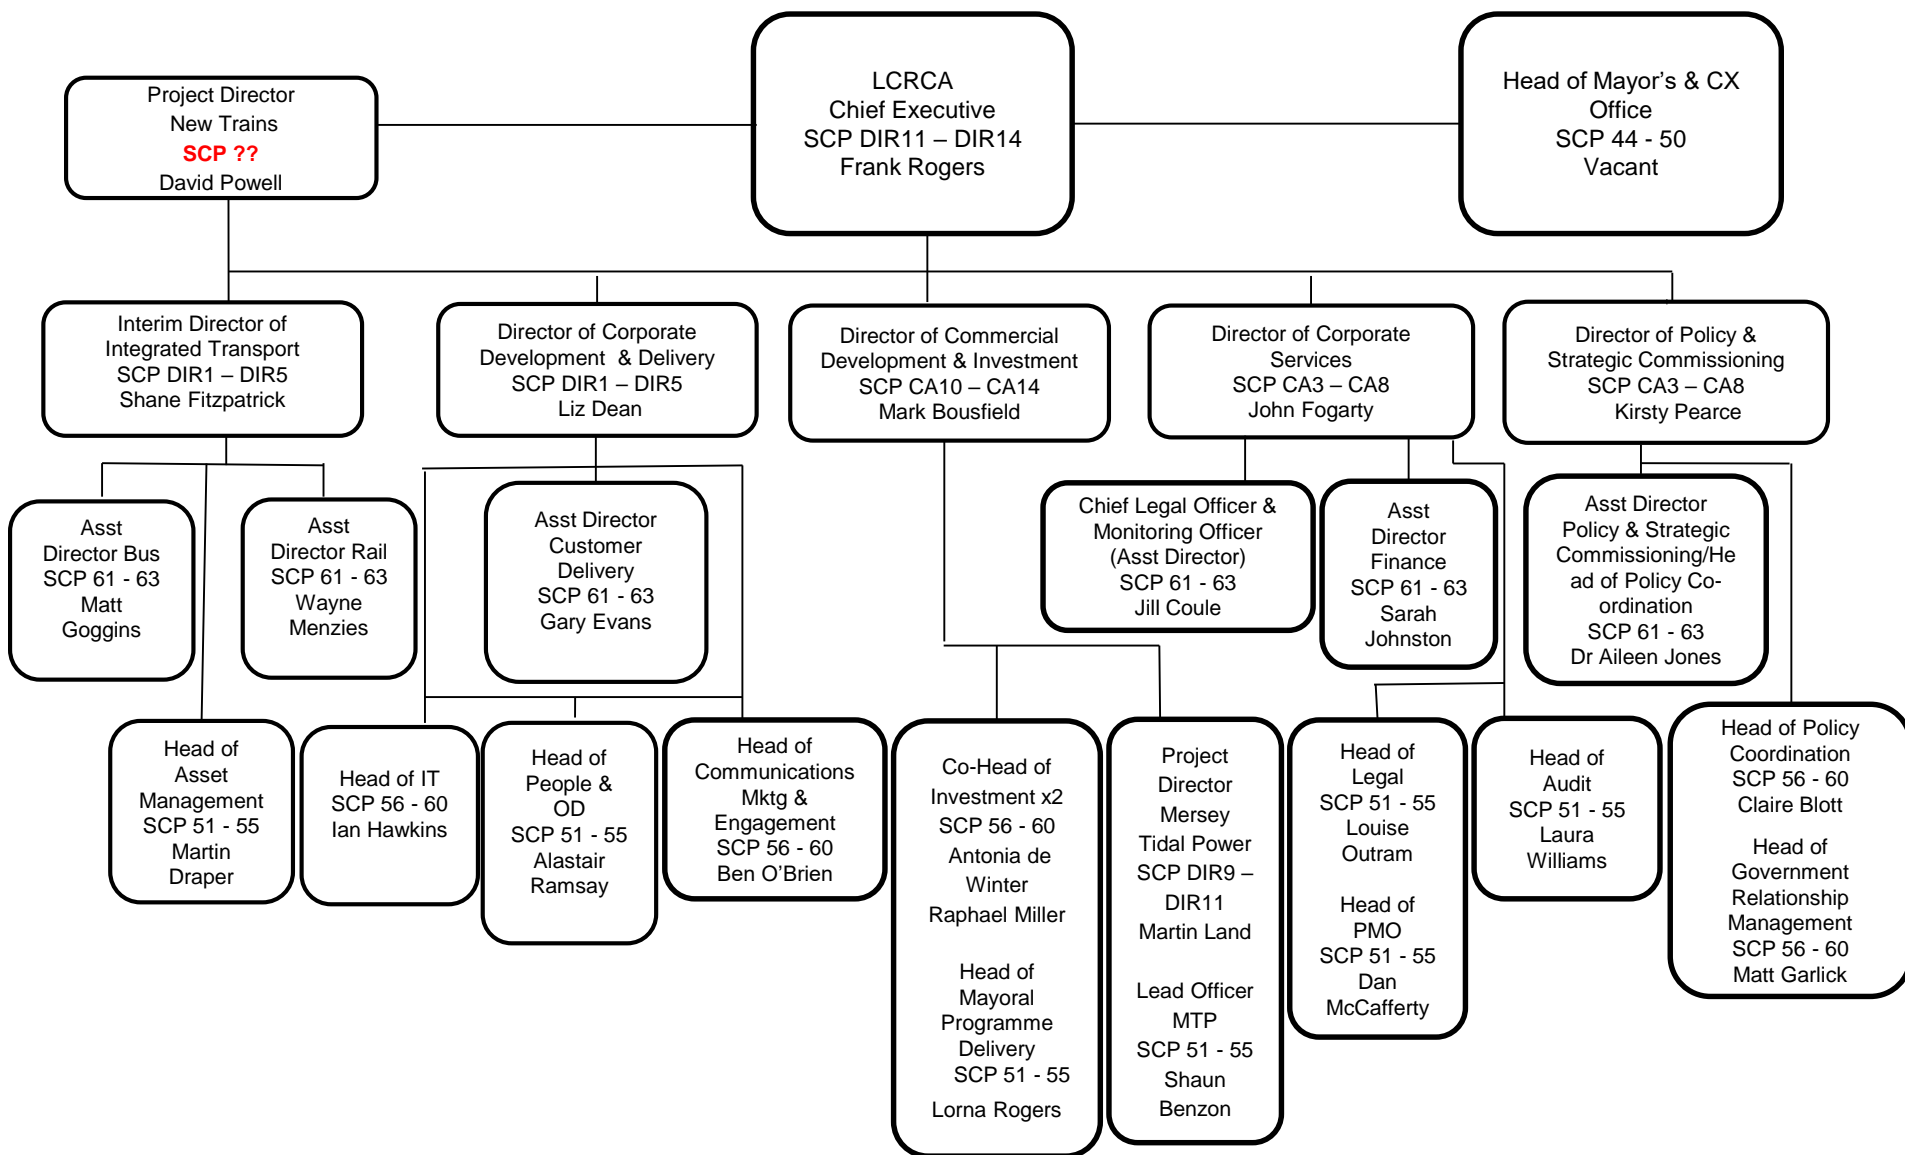 Project Director
New Trains
SCP ??
David Powell
LCRCA
Chief Executive
SCP DIR11 – DIR14
Frank Rogers
Head of Mayor’s & CX
Office
SCP 44 - 50
Vacant
Interim Director of
Integrated Transport
SCP DIR1 – DIR5
Shane Fitzpatrick
Director of Corporate
Development & Delivery
SCP DIR1 – DIR5
Liz Dean
Director of Commercial
Development & Investment
SCP CA10 – CA14
Mark Bousfield
Director of Corporate
Services
SCP CA3 – CA8
John Fogarty
Director of Policy &
Strategic Commissioning
SCP CA3 – CA8
Kirsty Pearce
Asst
Director Bus
SCP 61 - 63
Matt
Goggins
Asst
Director Rail
SCP 61 - 63
Wayne
Menzies
Asst Director
Customer
Delivery
SCP 61 - 63
Gary Evans
Chief Legal Officer &
Monitoring Officer
(Asst Director)
SCP 61 - 63
Jill Coule
Asst
Director
Finance
SCP 61 - 63
Sarah
Johnston
Asst Director
Policy & Strategic
Commissioning/He
ad of Policy Co-
ordination
SCP 61 - 63
Dr Aileen Jones
Head of
Asset
Management
SCP 51 - 55
Martin
Draper
Head of IT
SCP 56 - 60
Ian Hawkins
Head of
People &
OD
SCP 51 - 55
Alastair
Ramsay
Head of
Communications
Mktg &
Engagement
SCP 56 - 60
Ben O’Brien
Co-Head of
Investment x2
SCP 56 - 60
Antonia de
Winter
Raphael Miller
Head of
Mayoral
Programme
Delivery
SCP 51 - 55
Lorna Rogers
Project
Director
Mersey
Tidal Power
SCP DIR9 –
DIR11
Martin Land
Lead Officer
MTP
SCP 51 - 55
Shaun
Benzon
Head of
Legal
SCP 51 - 55
Louise
Outram
Head of
PMO
SCP 51 - 55
Dan
McCafferty
Head of
Audit
SCP 51 - 55
Laura
Williams
Head of Policy
Coordination
SCP 56 - 60
Claire Blott
Head of
Government
Relationship
Management
SCP 56 - 60
Matt Garlick